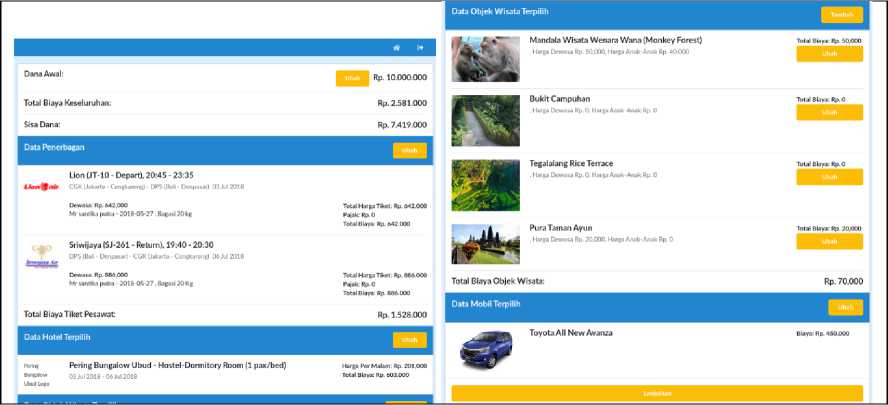 Dana Awal:
Ubah
Rp. 10.000.000
Total Biaya Keseluruhan:
Rp. 2.581.000
Sisa Dana:
Rp. 7.419.000
Data Penerbagan
Ubah
Lion (JT-10 - Depart), 20:45 - 23:35
CGK (Jakarta - Cengkareng) - DPS (Bali - Denpasar) 03 Jul 2018
Dewasa: Rp. 642.000
Mr santika putra - 2018-05-27 , Bagasi 20 kg
Total Harga Tiket: Rp. 642.000
Pajak: Rp. 0
Total Biaya: Rp. 642.000
Sriwijaya (SJ-261 - Return), 19:40 - 20:30
DPS (Bali - Denpasar) - CGK (Jakarta - Cengkareng) 06 Jul 2018
Dewasa: Rp. 886.000
Mr santika putra - 2018-05-27 , Bagasi 20 Kg
Total Harga Tiket: Rp. 886.000
Pajak: Rp. 0
Total Biaya: Rp. 886.000
Total Biaya Tiket Pesawat:
Rp. 1.528.000
Data Hotel Terpilih
Ubah
Pering
Bungalow
Ubud Logo
Pering Bungalow Ubud - Hostel-Dormitory Room (1 pax/bed)
03 Jul 2018 - 06 Jul 2018
Harga Per Malam: Rp. 201,000
Total Biaya: Rp. 603.000
Data Objek Wisata Terpilih
Tambah
Mandala Wisata Wenara Wana (Monkey Forest)
, Harga Dewasa Rp. 50,000, Harga Anak-Anak Rp. 40.000
Total Biaya: Rp. 50,000
Ubah
Bukit Campuhan
, Harga Dewasa Rp. 0, Harga Anak-Anak Rp. 0
Total Biaya: Rp. 0
Ubah
Tegalalang Rice Terrace
, Harga Dewasa Rp. 0, Harga Anak-Anak Rp. 0
Total Biaya: Rp. 0
Ubah
Pura Taman Ayun
, Harga Dewasa Rp. 20,000, Harga Anak-Anak Rp. 0
Total Biaya: Rp. 20,000
Ubah
Total Biaya Objek Wisata:
Rp. 70,000
Data Mobil Terpilih
Ubah
Toyota All New Avanza
Biaya: Rp. 450.000